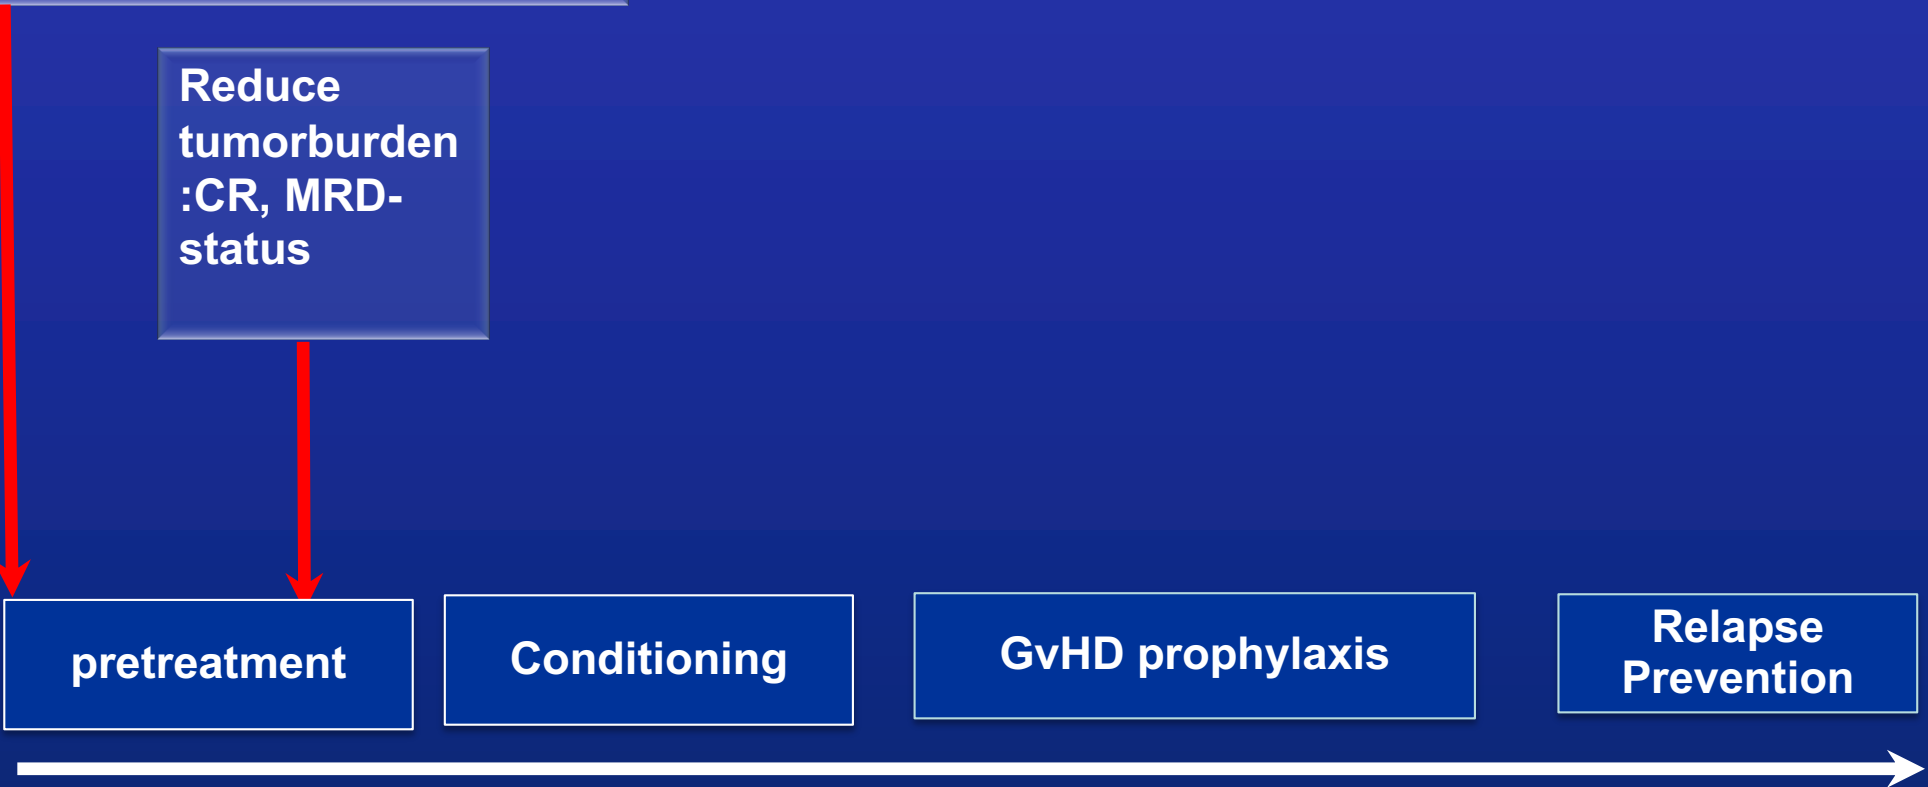 Reduce
tumorburden
:CR, MRD-
status
pretreatment
Conditioning
GvHD prophylaxis
Relapse
Prevention